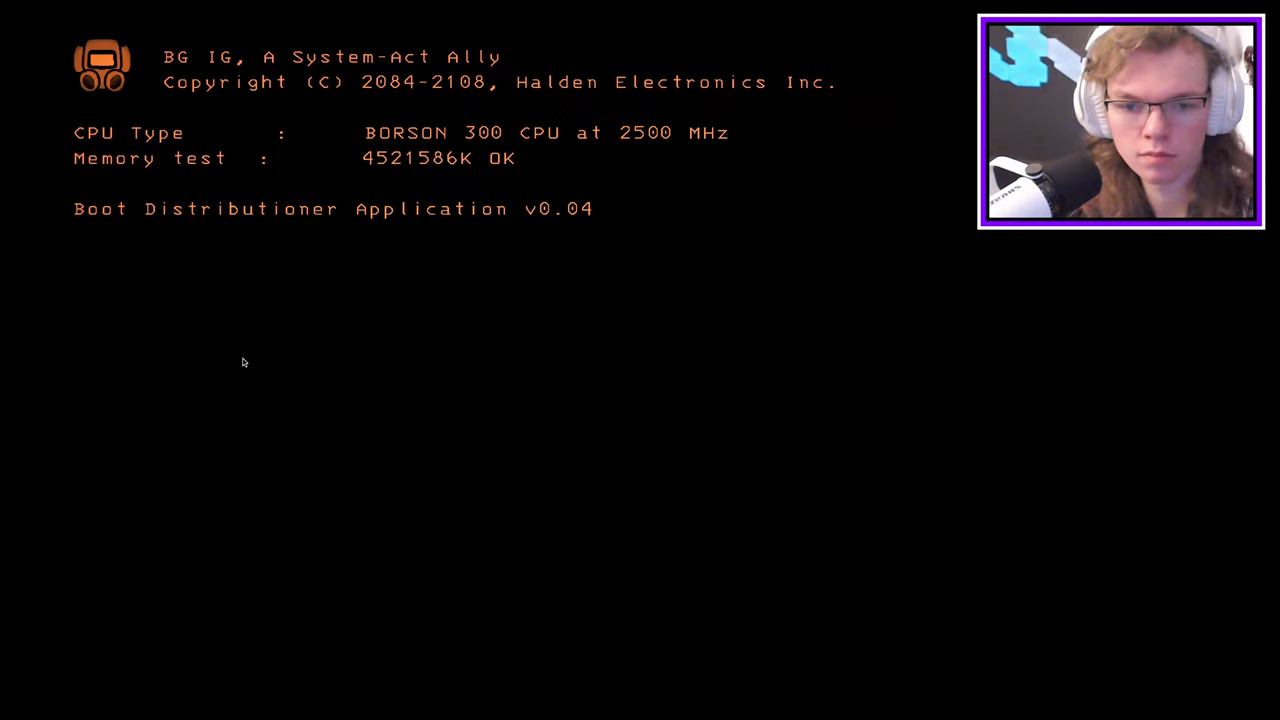 BG IG, A System-Act Ally
Copyright (C) 2084-2108, Halden Electronics Inc.
CPU Type : BORSON 300 CPU at 2500 MHz
Memory test : 4521586K OK
Boot Distributioner Application v0.04